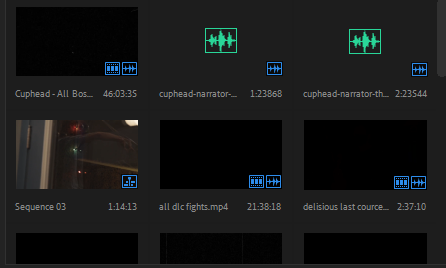 Cuphead - All Bos... 46:03:35
cuphead-narrator-... 1:23868
cuphead-narrator-th... 2:23544
Sequence 03 1:14:13
all dlc fights.mp4 21:38:18
delisious last cource... 2:37:10